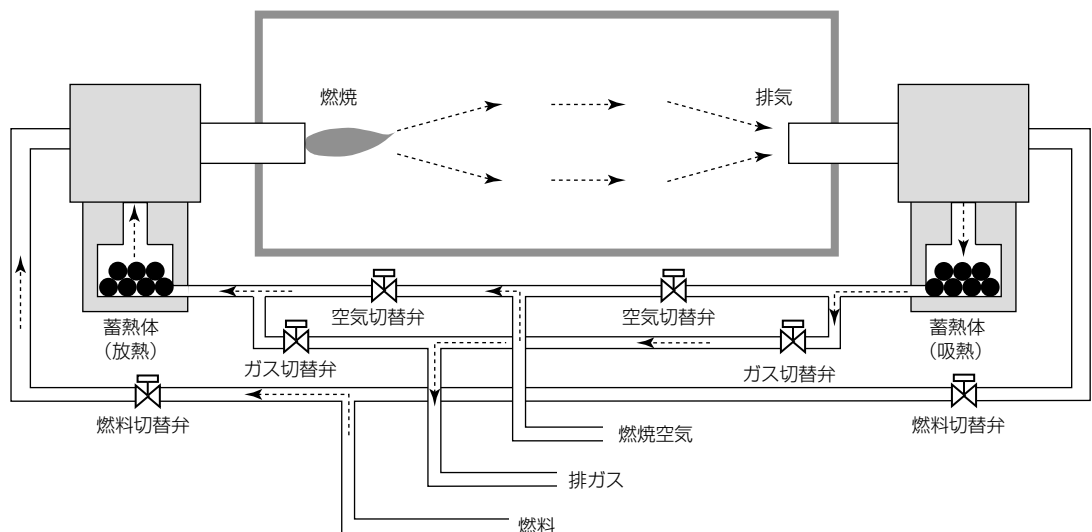 燃焼
排気
空気切替弁
空気切替弁
蓄熱体
（放熱）
蓄熱体
（吸熱）
ガス切替弁
ガス切替弁
燃料切替弁
燃料切替弁
燃焼空気
排ガス
燃料